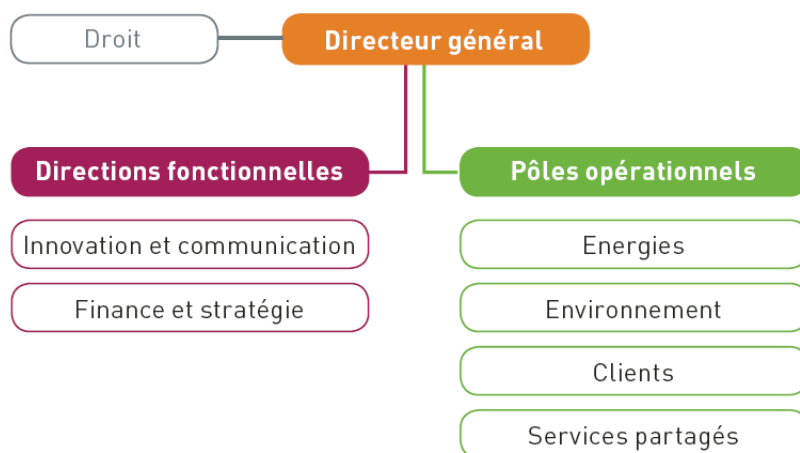 Droit
Directeur général
Directions fonctionnelles
Innovation et communication
Finance et stratégie
Pôles opérationnels
Energies
Environnement
Clients
Services partagés